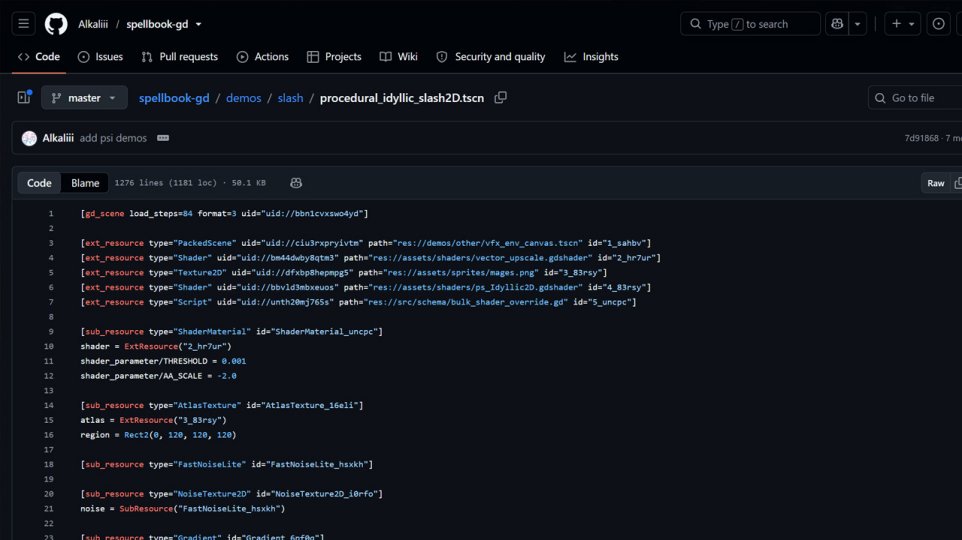 Alkaliii / spellbook-gd
Type / to search
Code Issues Pull requests Actions Projects Wiki Security and quality Insights
master spellbook-gd / demos / slash / procedural_idyllic_slash2D.tscn Go to file
Alkaliii add psi demos 7d91868 · 7 mo
Code Blame 1276 lines (1181 loc) · 50.1 KB Raw
1 [gd_scene load_steps=84 format=3 uid="uid://bbn1cvxswo4yd"]
2
3 [ext_resource type="PackedScene" uid="uid://ciu3rxpryivtm" path="res://demos/other/vfx_env_canvas.tscn" id="1_sahbv"]
4 [ext_resource type="Shader" uid="uid://bm44dwby8qtm3" path="res://assets/shaders/vector_upscale.gdshader" id="2_hr7ur"]
5 [ext_resource type="Texture2D" uid="uid://dfxbp8hepmpg5" path="res://assets/sprites/mages.png" id="3_83rsy"]
6 [ext_resource type="Shader" uid="uid://bbvld3mbxeuos" path="res://assets/shaders/ps_Idyllic2D.gdshader" id="4_83rsy"]
7 [ext_resource type="Script" uid="uid://unth20mj765s" path="res://src/schema/bulk_shader_override.gd" id="5_uncpc"]
8
9 [sub_resource type="ShaderMaterial" id="ShaderMaterial_uncpc"]
10 shader = ExtResource("2_hr7ur")
11 shader_parameter/THRESHOLD = 0.001
12 shader_parameter/AA_SCALE = -2.0
13
14 [sub_resource type="AtlasTexture" id="AtlasTexture_16eli"]
15 atlas = ExtResource("3_83rsy")
16 region = Rect2(0, 120, 120, 120)
17
18 [sub_resource type="FastNoiseLite" id="FastNoiseLite_hsxkh"]
19
20 [sub_resource type="NoiseTexture2D" id="NoiseTexture2D_i0rfo"]
21 noise = SubResource("FastNoiseLite_hsxkh")
22
23 [sub_resource type="Gradient" id="Gradient_6nf0q"]